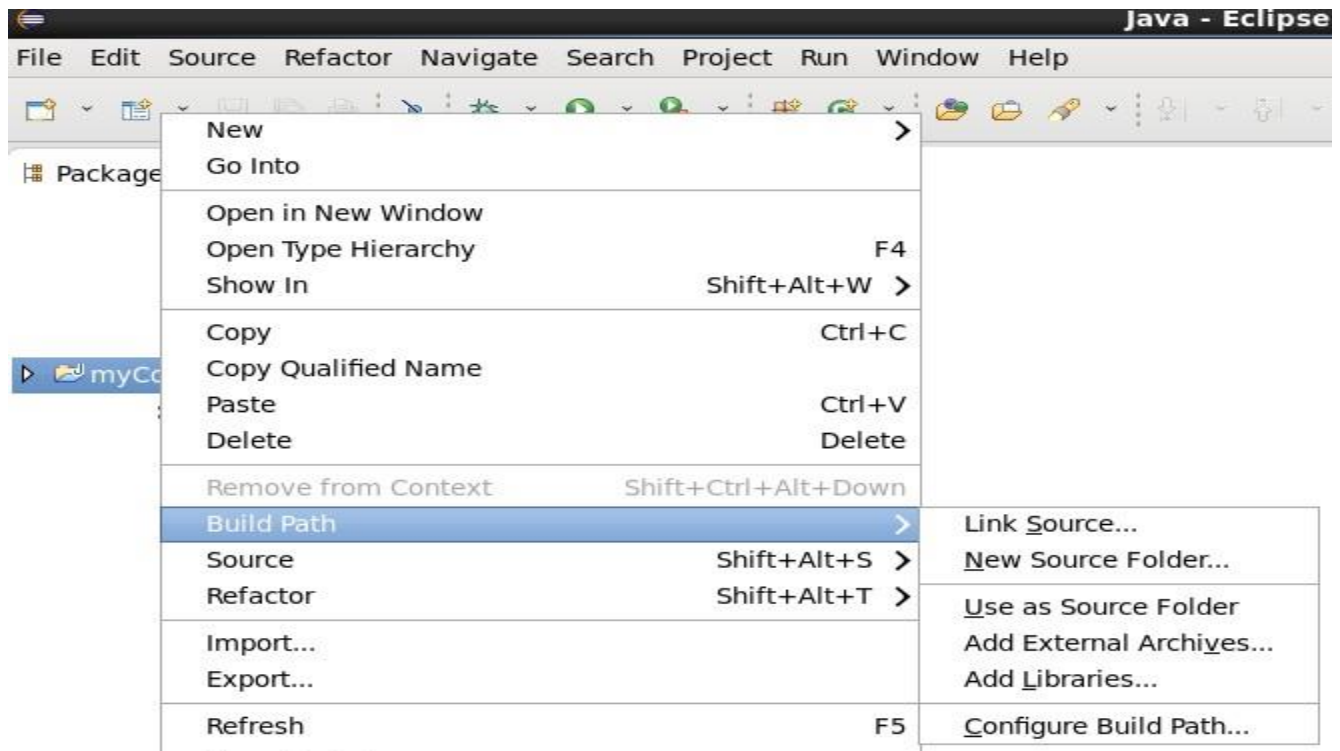 Java - Eclipse
File Edit Source Refactor Navigate Search Project Run Window Help
New
Go Into
Package
Open in New Window
Open Type Hierarchy F4
Show In Shift+Alt+W
Copy Ctrl+C
Copy Qualified Name
myCo
Paste Ctrl+V
Delete Delete
Remove from Context Shift+Ctrl+Alt+Down
Build Path
Source Shift+Alt+S
Refactor Shift+Alt+T
Import...
Export...
Refresh F5
Link Source...
New Source Folder...
Use as Source Folder
Add External Archives...
Add Libraries...
Configure Build Path...